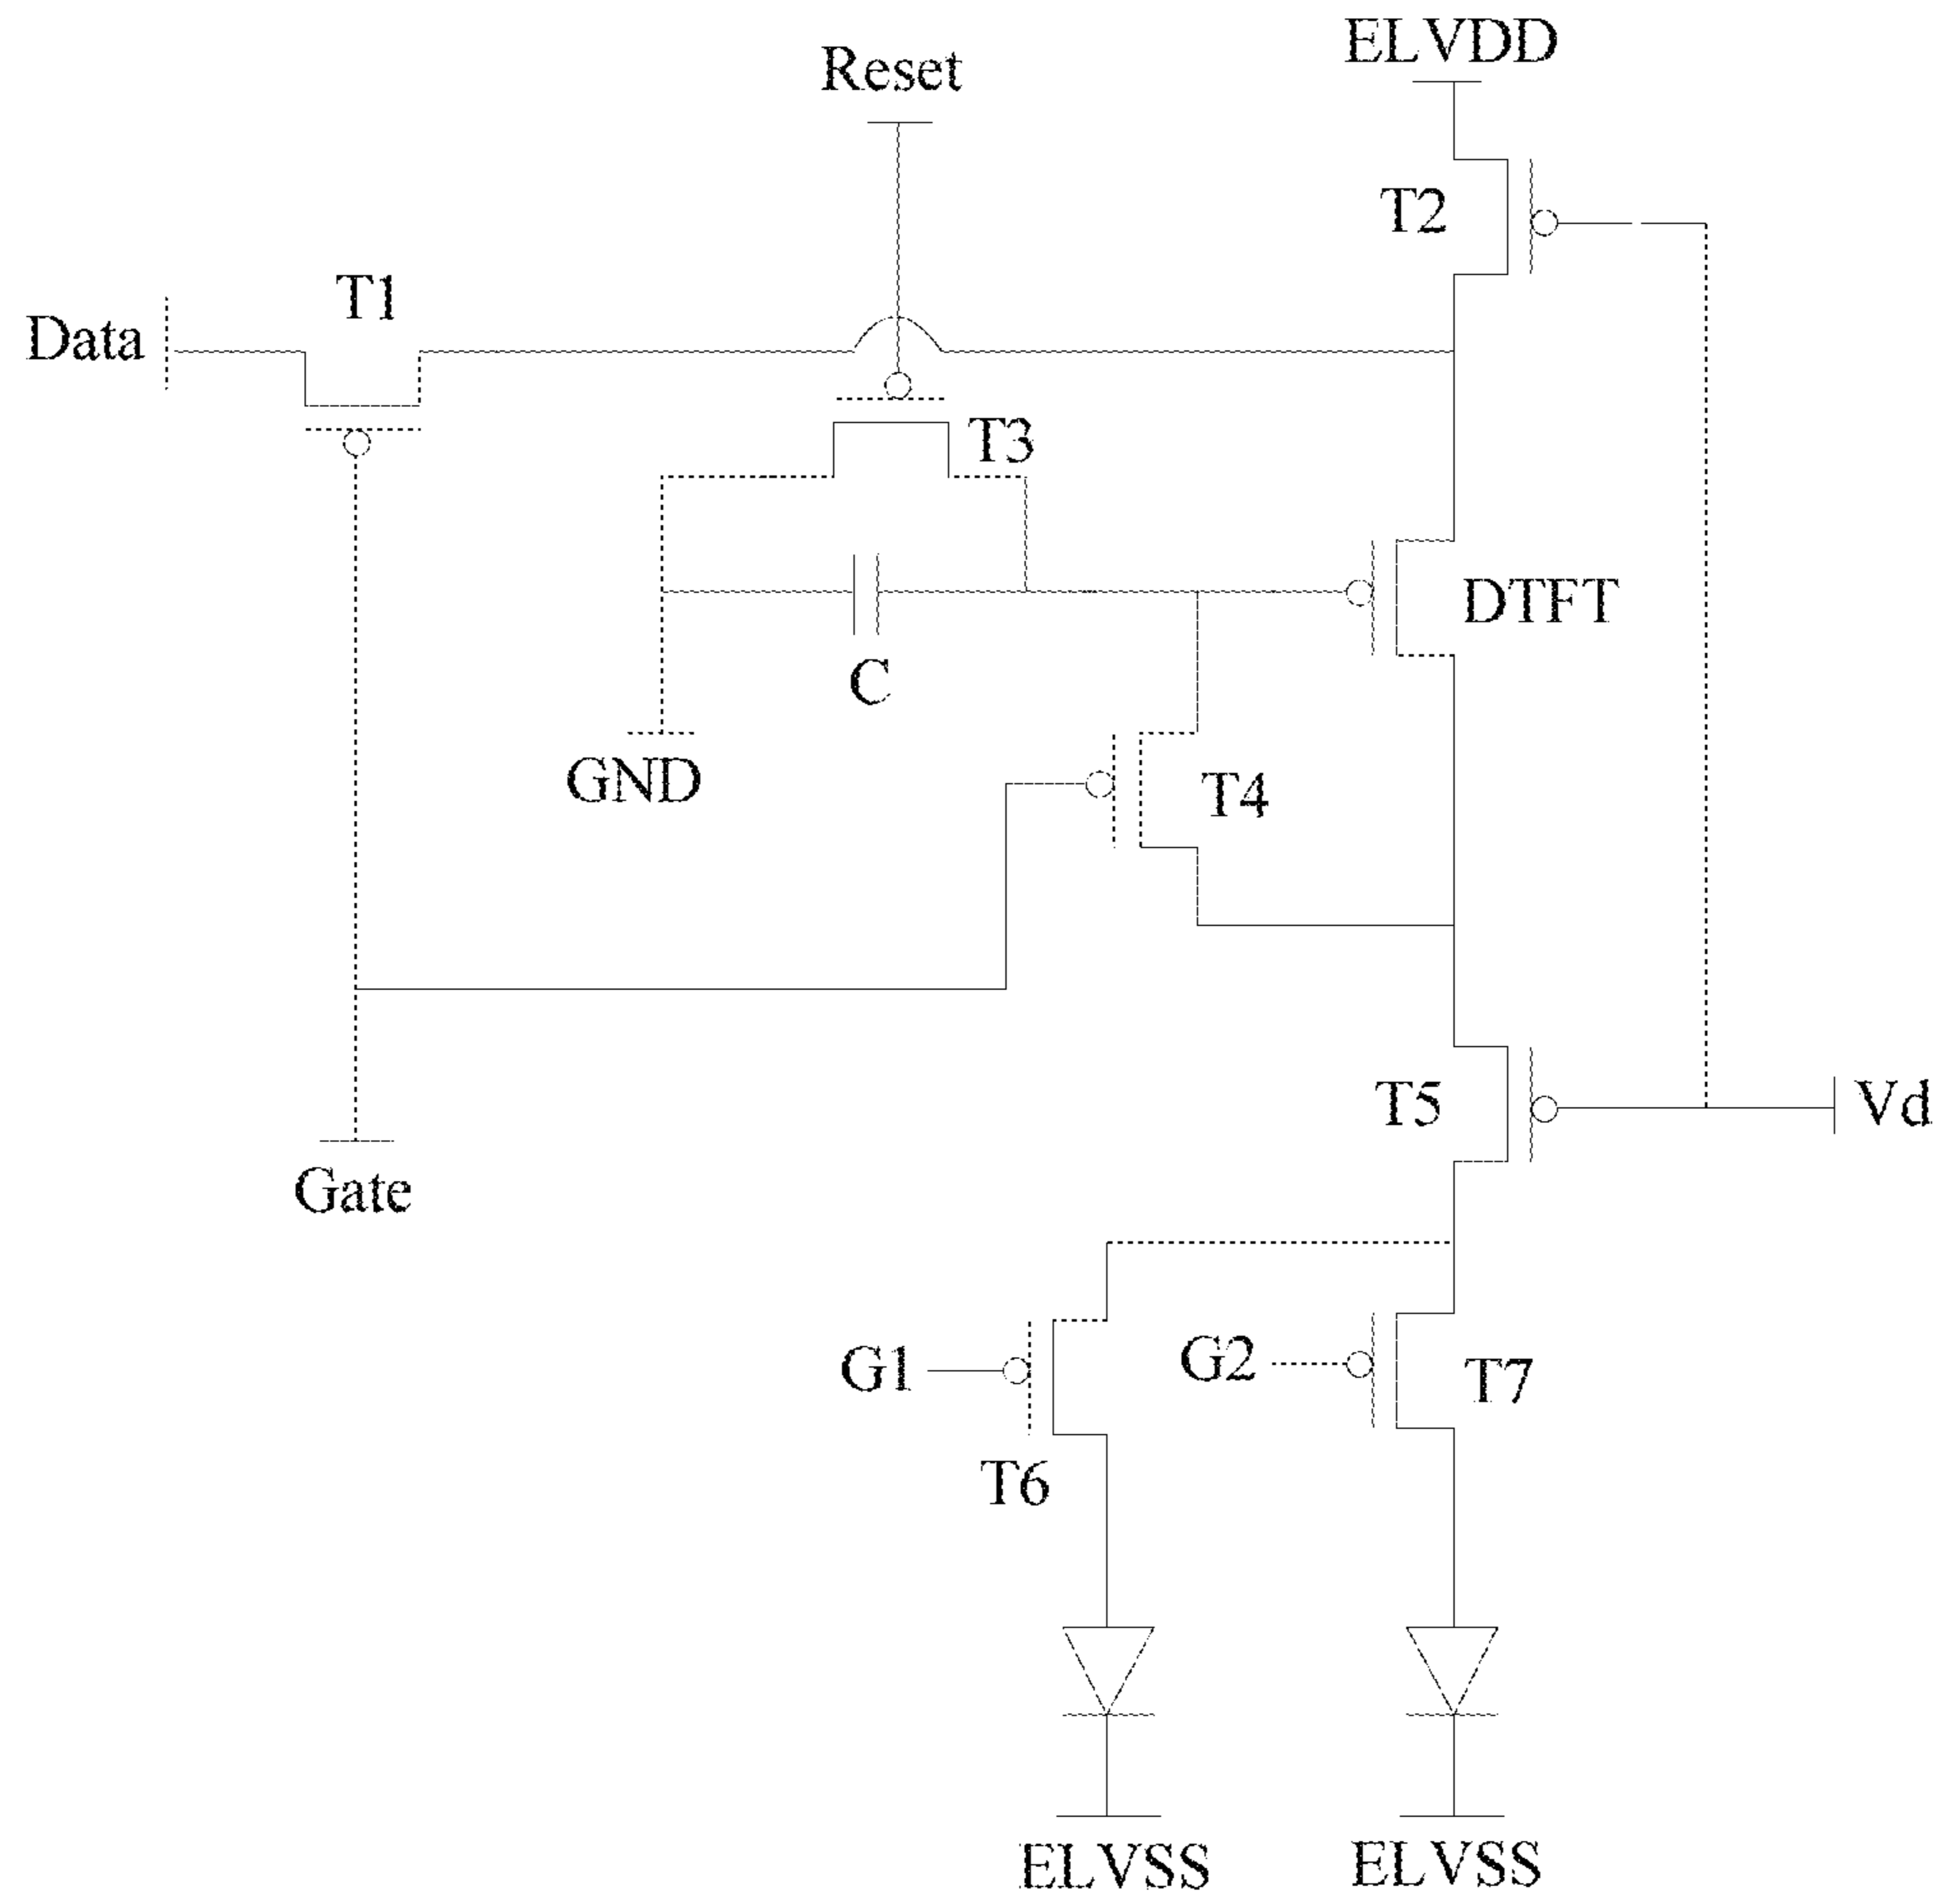 ELVDD
Reset
T2
T1
Data
T3
DTFT
C
GND
T4
T5
Vd
Gate
G1
G2
T7
T6
ELVSS
ELVSS